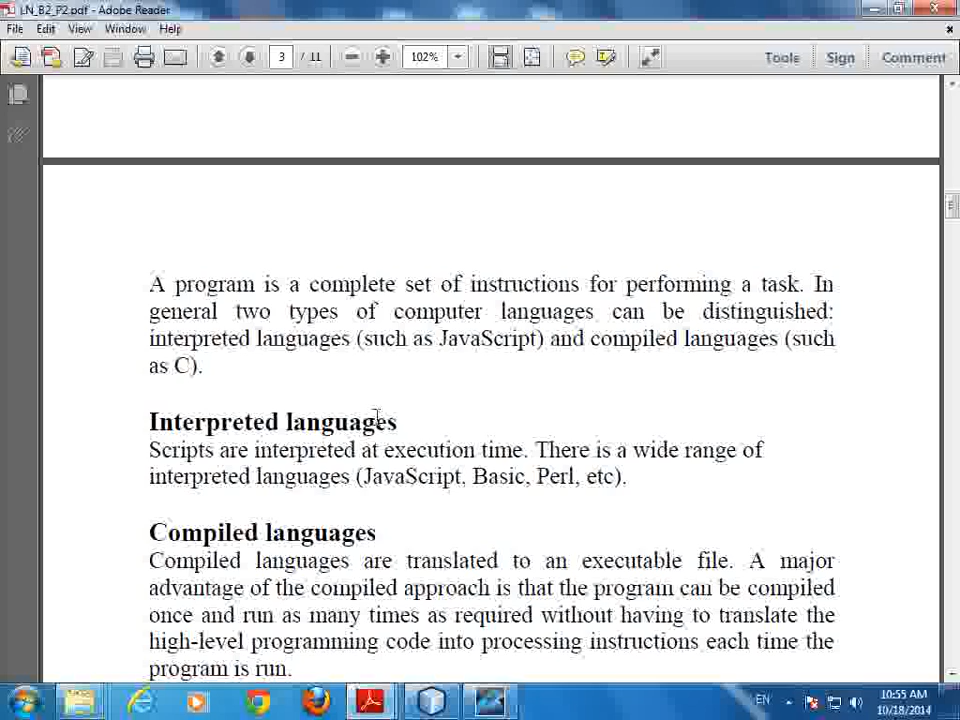 LN_B2_P2.pdf - Adobe Reader
File Edit View Window Help
3 / 11 102% Tools Sign Comment
A program is a complete set of instructions for performing a task. In
general two types of computer languages can be distinguished:
interpreted languages (such as JavaScript) and compiled languages (such
as C).
Interpreted languages
Scripts are interpreted at execution time. There is a wide range of
interpreted languages (JavaScript, Basic, Perl, etc).
Compiled languages
Compiled languages are translated to an executable file. A major
advantage of the compiled approach is that the program can be compiled
once and run as many times as required without having to translate the
high-level programming code into processing instructions each time the
program is run.
EN 10:55 AM
10/18/2014